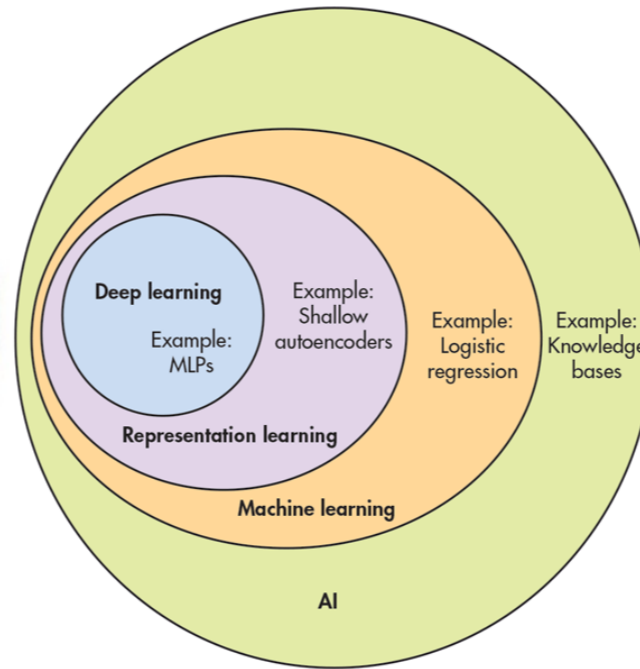 Deep learning
Example:
MLPs
Example:
Shallow
autoencoders
Example:
Logistic
regression
Example:
Knowledge
bases
Representation learning
Machine learning
AI